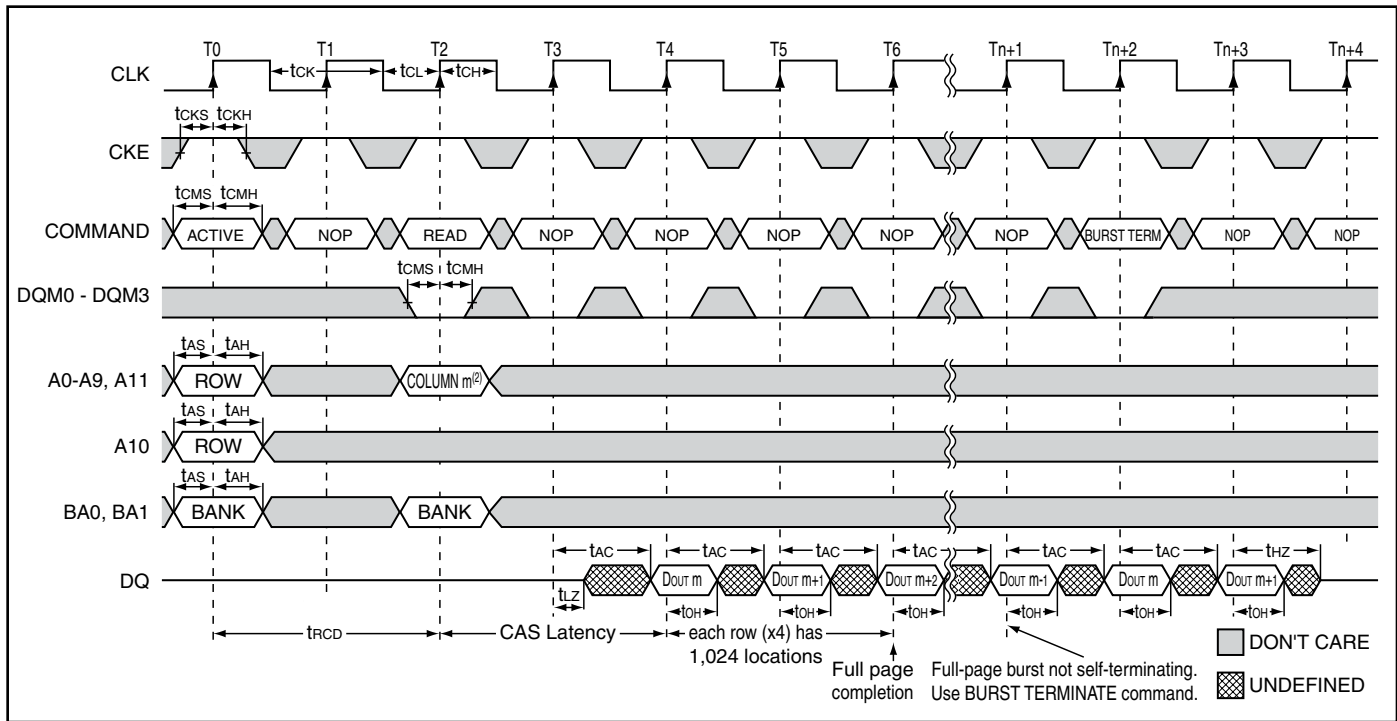 T0 T1 T2 T3 T4 T5 T6 Tn+1 Tn+2 Tn+3 Tn+4
CLK tCK tCL tCH
tCKS tCKH
CKE
tCMS tCMH
COMMAND ACTIVE NOP READ NOP NOP NOP NOP NOP BURST TERM NOP NOP
tCMS tCMH
DQM0 - DQM3
tAS tAH
A0-A9, A11 ROW COLUMN m(2)
tAS tAH
A10 ROW
tAS tAH
BA0, BA1 BANK BANK
tAC tAC tAC tAC tAC tAC tHZ
DQ DOUT m DOUT m+1 DOUT m+2 DOUT m-1 DOUT m DOUT m+1
tLZ tOH tOH tOH tOH tOH tOH
tRCD CAS Latency each row (x4) has
1,024 locations
Full page
completion
Full-page burst not self-terminating.
Use BURST TERMINATE command.
DON'T CARE
UNDEFINED